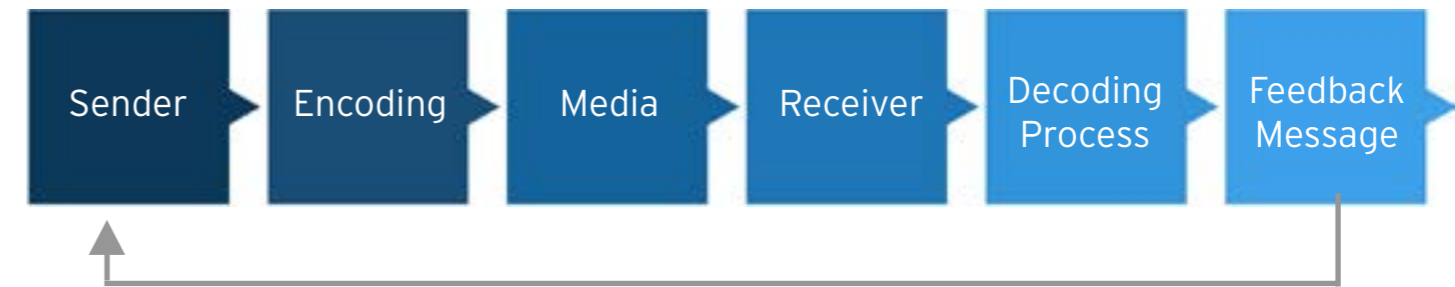 Sender
Encoding
Media
Receiver
Decoding
Process
Feedback
Message